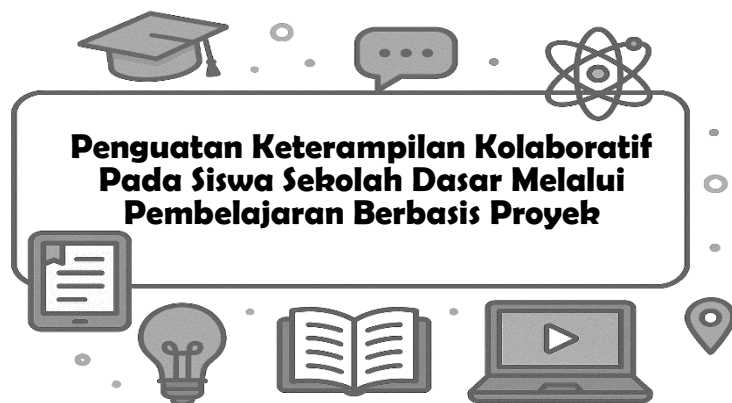 Penguatan Keterampilan Kolaboratif
Pada Siswa Sekolah Dasar Melalui
Pembelajaran Berbasis Proyek